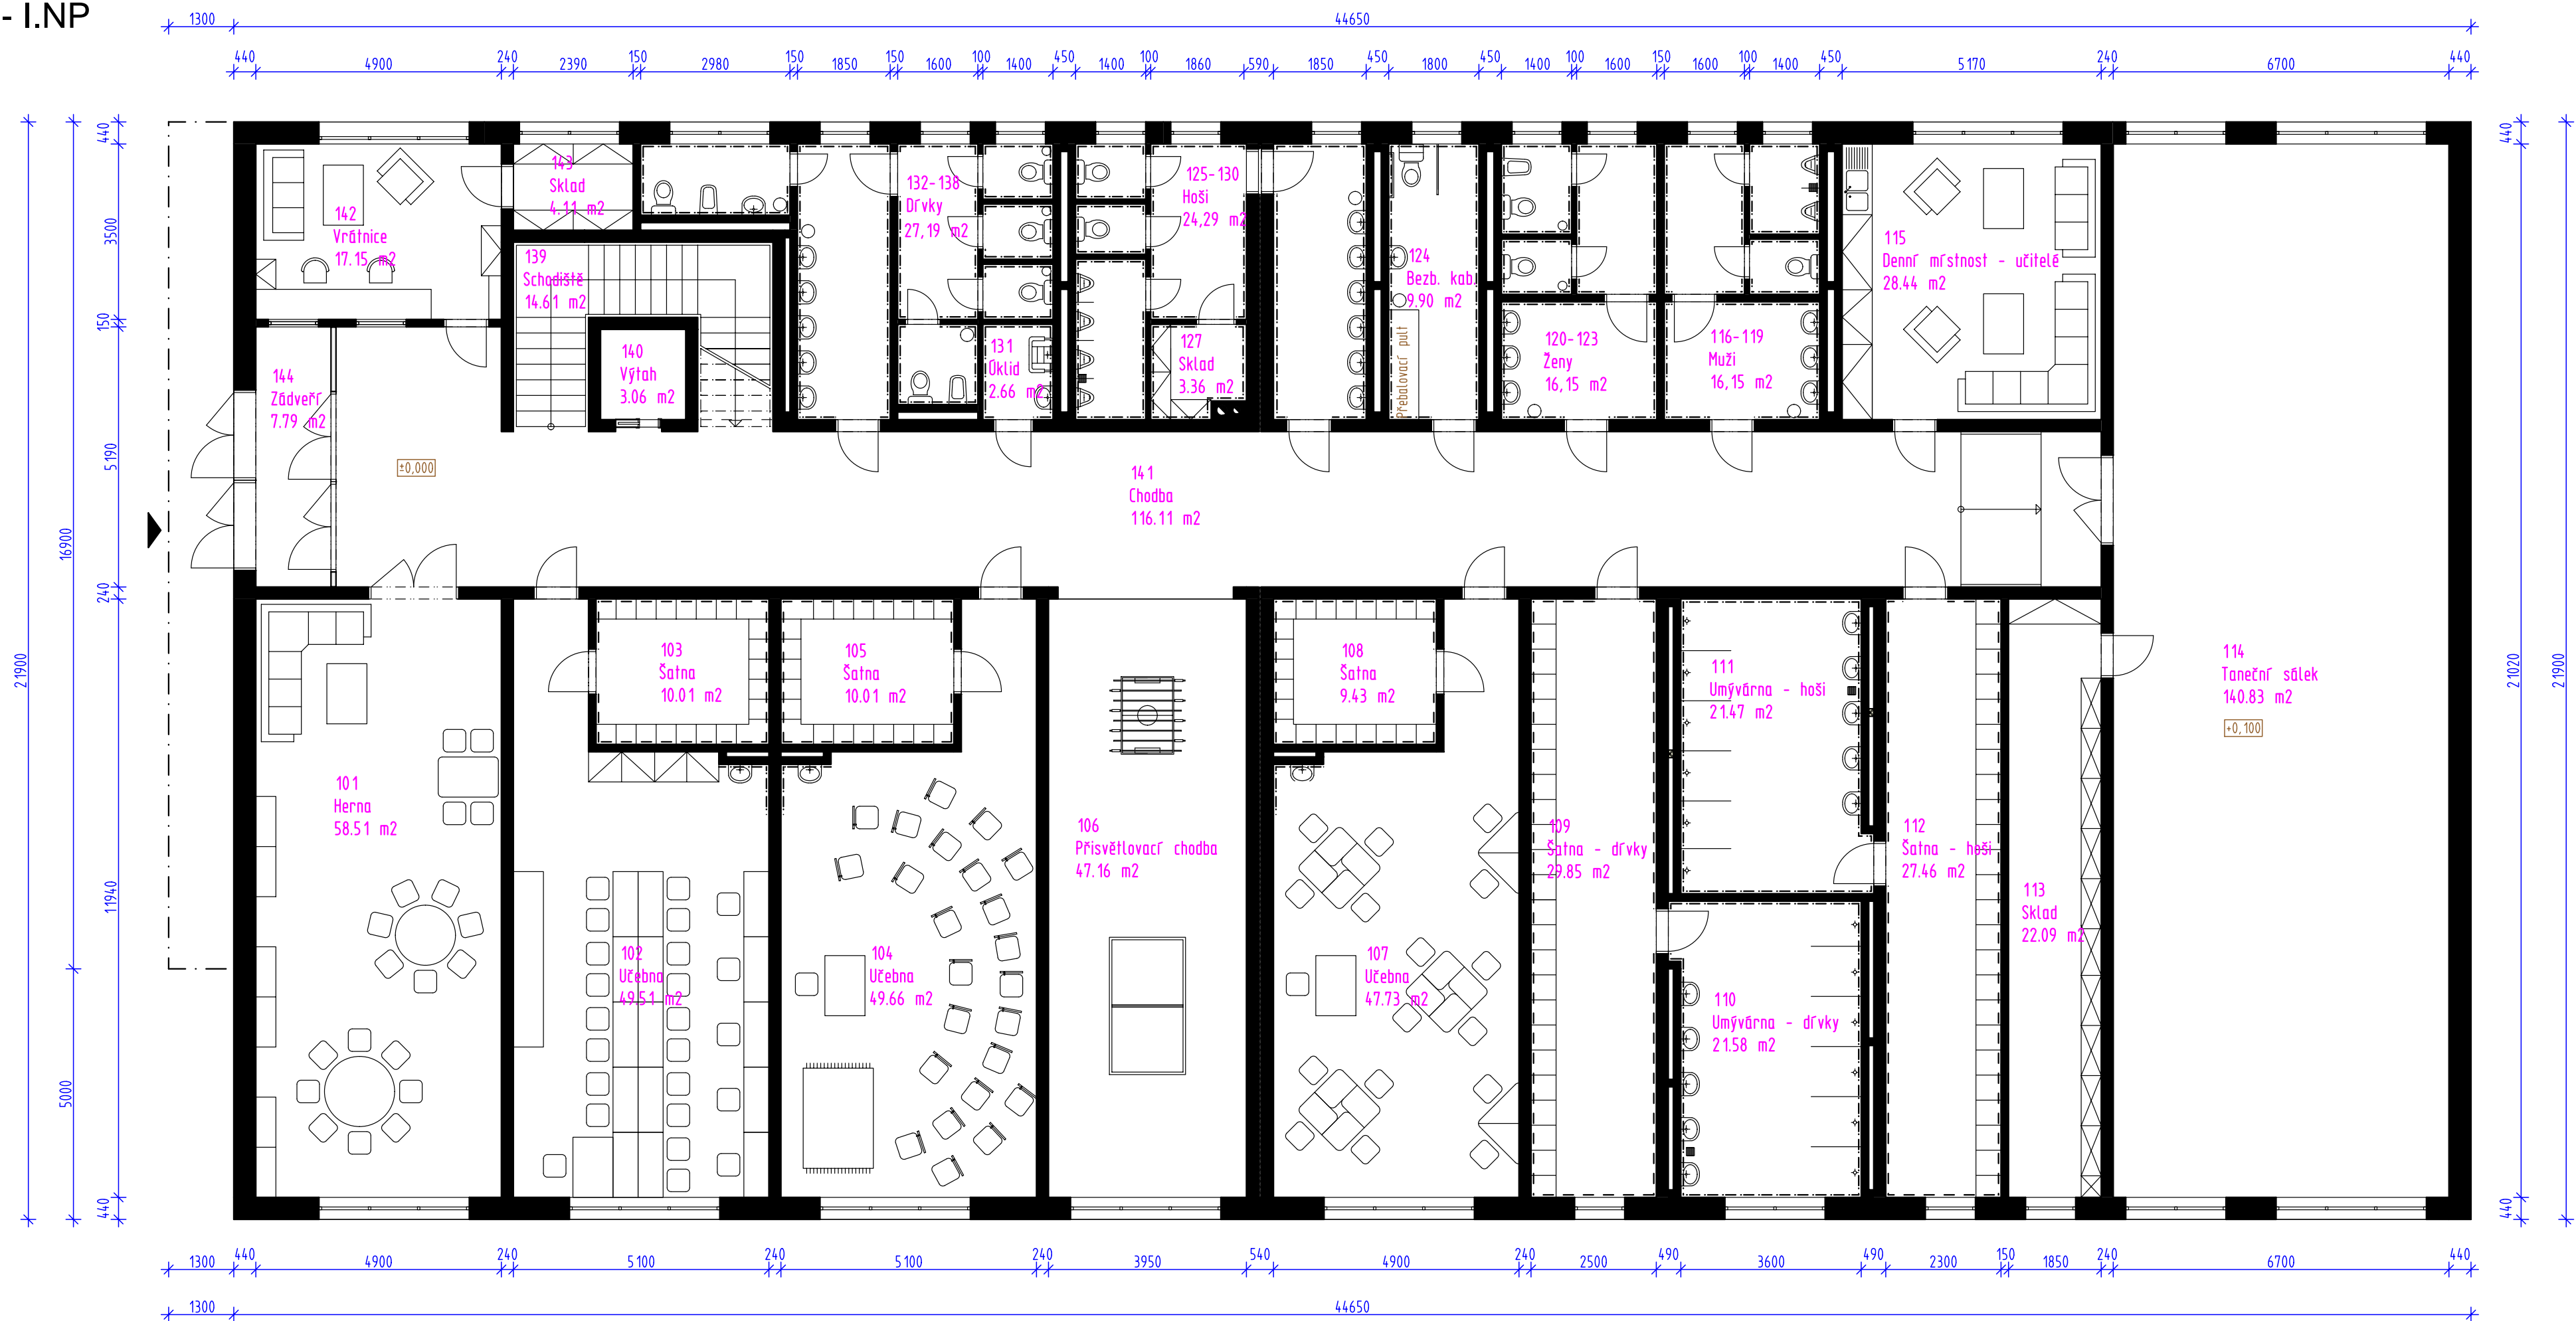 - I.NP
1300 44650
440 4900 240 2390 150 2980 150 1850 150 1600 100 1400 450 1400 100 1860 590 1850 450 1800 450 1400 100 1600 150 1600 100 1400 450 5170 240 6700 440
21900
16900
5000
440
3500
150
5190
240
11940
440
142
Vrátnice
17.15 m2
143
Sklad
4.11 m2
139
Schodiště
14.61 m2
140
Výtah
3.06 m2
144
Zádveří
7.79 m2
±0,000
132-138
Dívky
27,19 m2
131
Úklid
2.66 m2
125-130
Hoši
24,29 m2
127
Sklad
3.36 m2
124
Bezb. kab.
9.90 m2
Přebalovací pult
120-123
Ženy
16,15 m2
116-119
Muži
16,15 m2
115
Denní místnost - učitelé
28.44 m2
141
Chodba
116.11 m2
101
Herna
58.51 m2
103
Šatna
10.01 m2
105
Šatna
10.01 m2
102
Učebna
49.51 m2
104
Učebna
49.66 m2
106
Přisvětlovací chodba
47.16 m2
108
Šatna
9.43 m2
107
Učebna
47.73 m2
109
Šatna - dívky
29.85 m2
111
Umývárna - hoši
21.47 m2
110
Umývárna - dívky
21.58 m2
112
Šatna - hoši
27.46 m2
113
Sklad
22.09 m2
114
Taneční sálek
140.83 m2
+0,100
440
21020
440
21900
1300 440 4900 240 5100 240 5100 240 3950 540 4900 240 2500 490 3600 490 2300 150 1850 240 6700 440
1300 44650